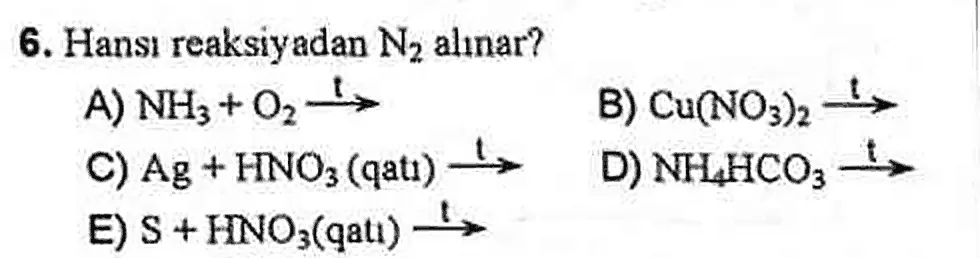 6. Hansı reaksiyadan N₂ alınar?
A) NH₃ + O₂ —t→ B) Cu(NO₃)₂ —t→
C) Ag + HNO₃ (qatı) —t→ D) NH₄HCO₃ —t→
E) S + HNO₃(qatı) —t→